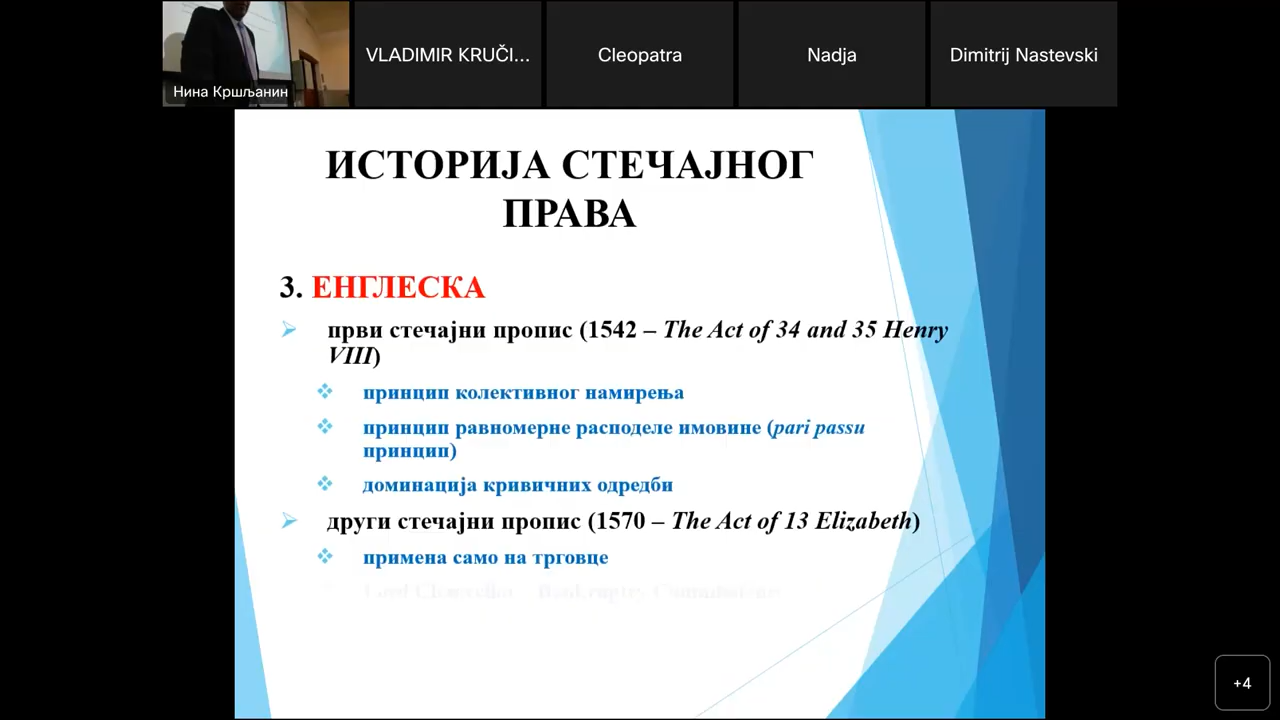 Нина Кршљанин
VLADIMIR KRUČI...
Cleopatra
Nadja
Dimitrij Nastevski
ИСТОРИЈА СТЕЧАЈНОГ
ПРАВА
3. ЕНГЛЕСКА
први стечајни пропис (1542 – The Act of 34 and 35 Henry
VIII)
принцип колективног намирења
принцип равномерне расподеле имовине (pari passu
принцип)
доминација кривичних одредби
други стечајни пропис (1570 – The Act of 13 Elizabeth)
примена само на трговце
+4